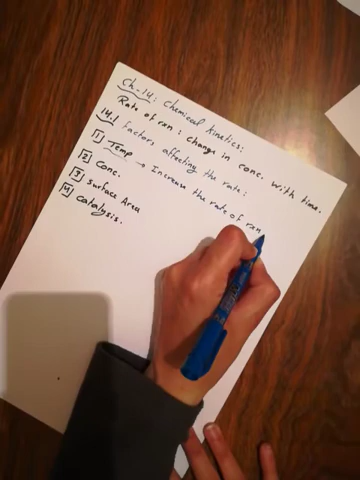 Ch-14: Chemical kinetics:
Rate of rxn: change in conc. with time.
14.1 factors affecting the rate:
1 Temp → Increase the rate of rxn
2 Conc.
3 Surface Area
4 catalysis.